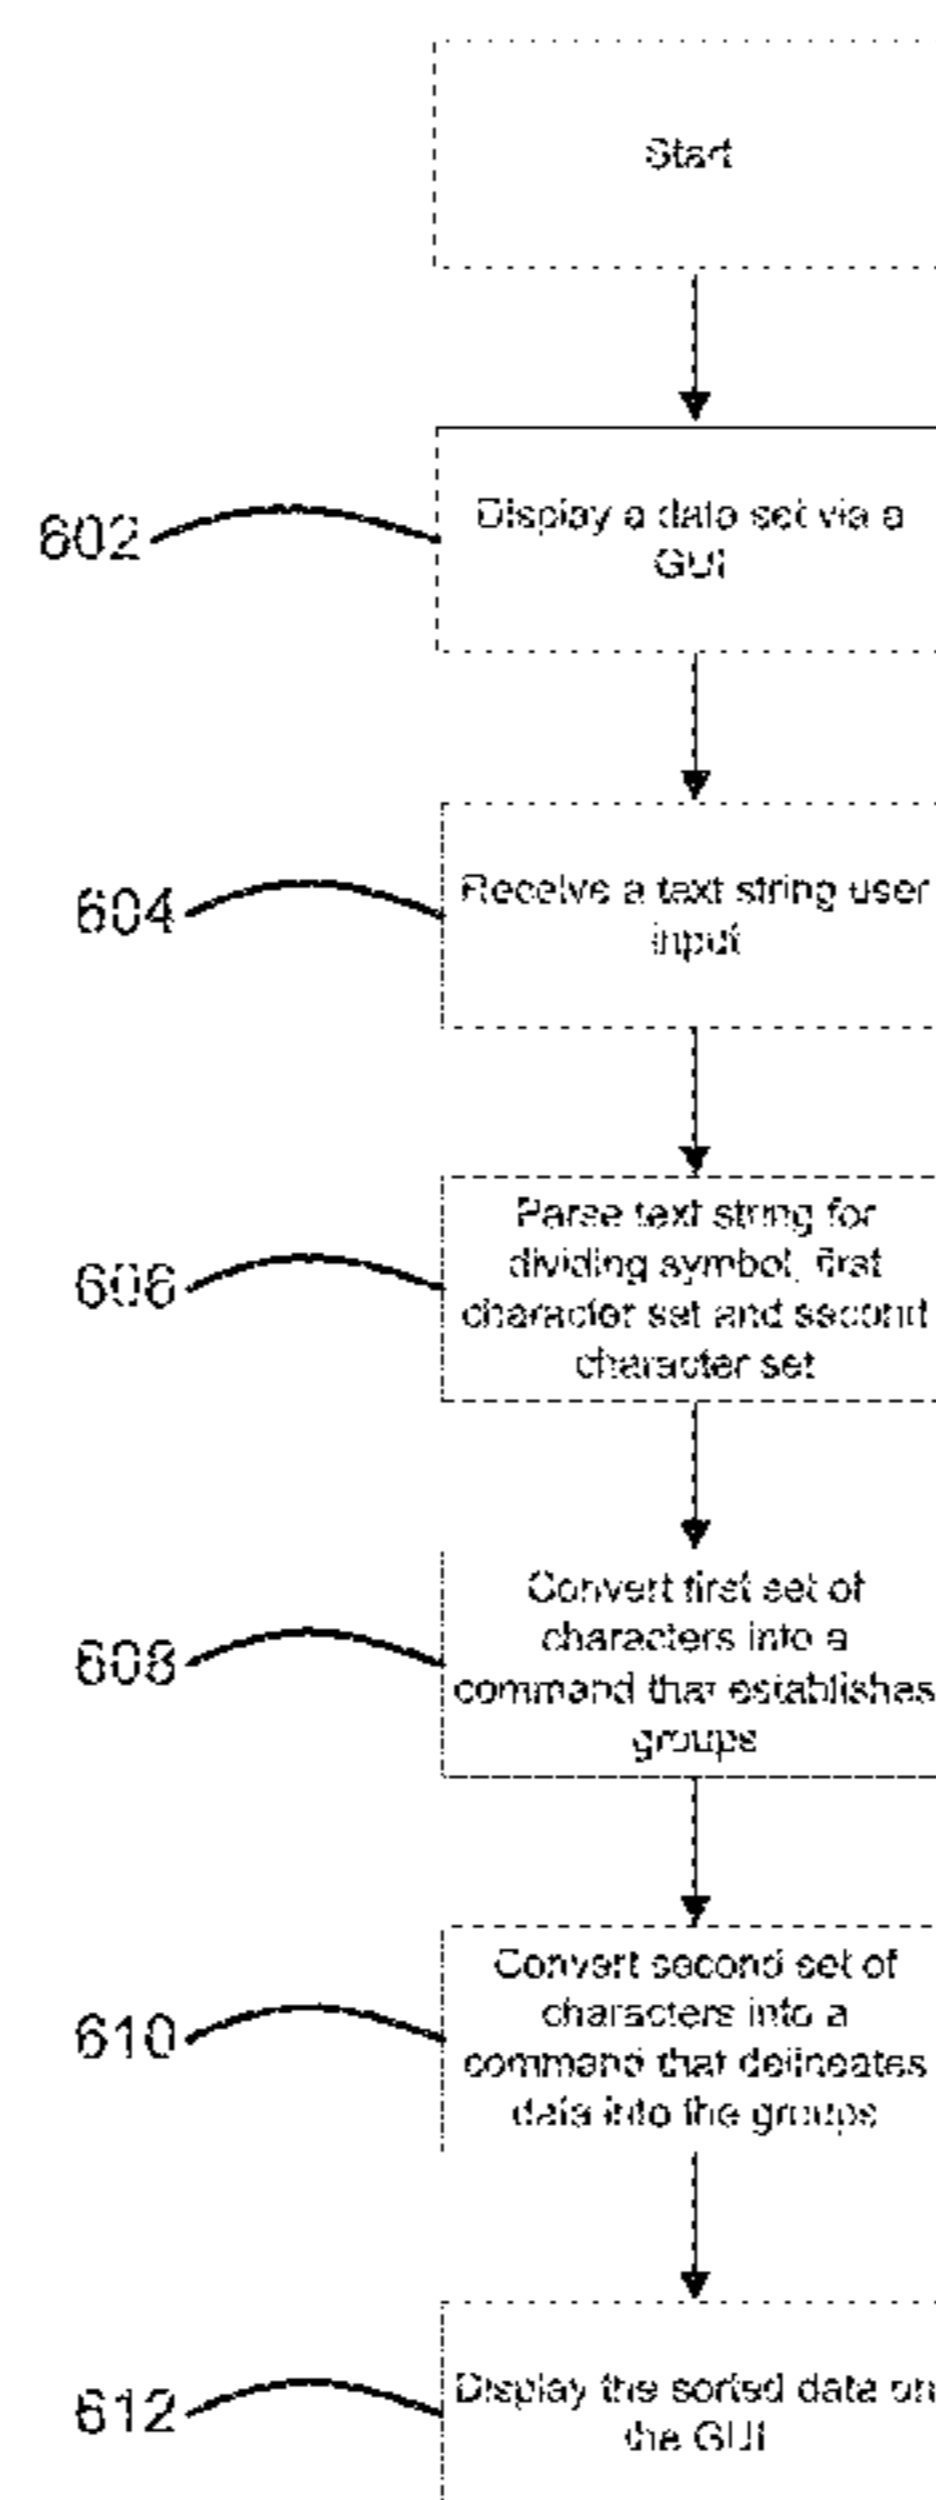 Start
602
Display a data set via a
GUI
604
Receive a text string user
input
606
Parse text string for
dividing symbol, first
character set and second
character set
608
Convert first set of
characters into a
command that establishes
groups
610
Convert second set of
characters into a
command that delineates
data into the groups
612
Display the sorted data on
the GUI